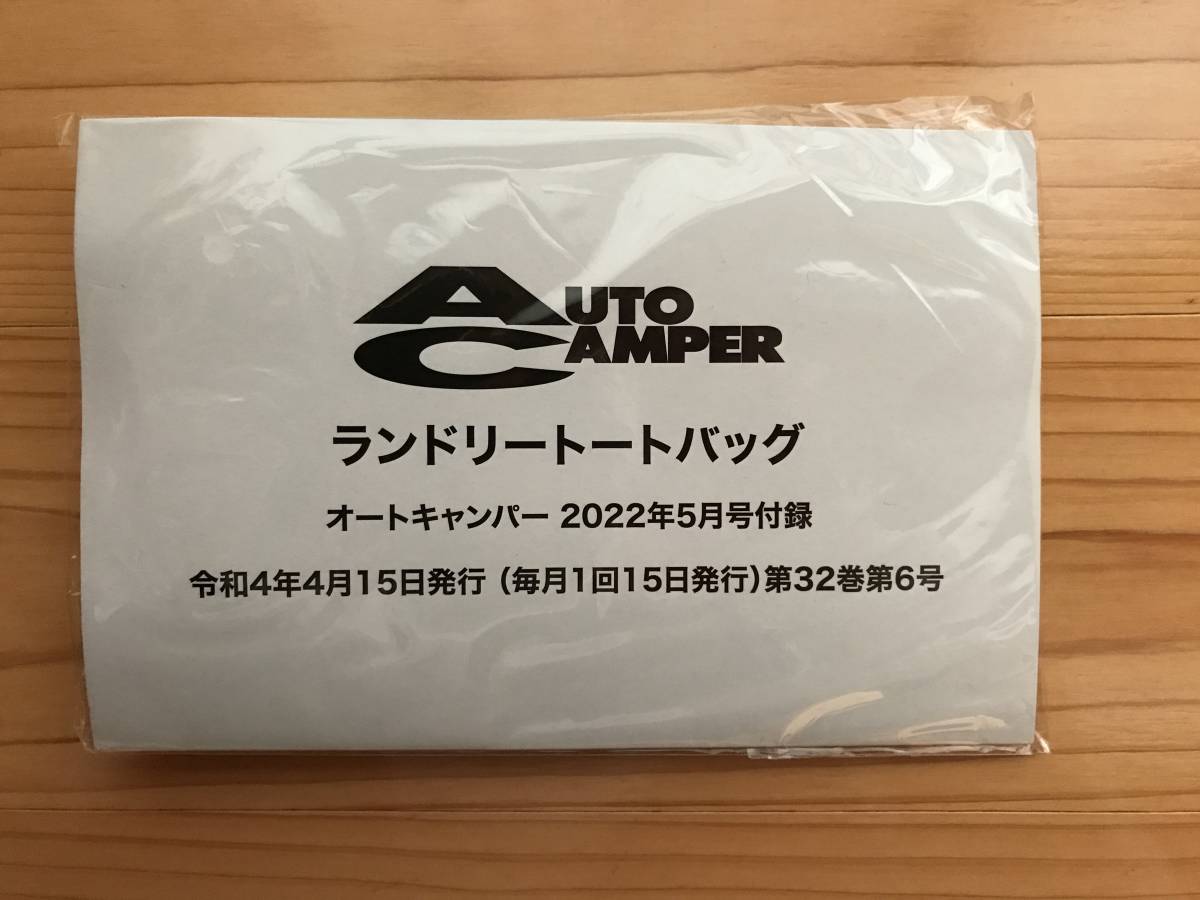 AUTO
CAMPER
ランドリートートバッグ
オートキャンパー 2022年5月号付録
令和4年4月15日発行(毎月1回15日発行)第32巻第6号